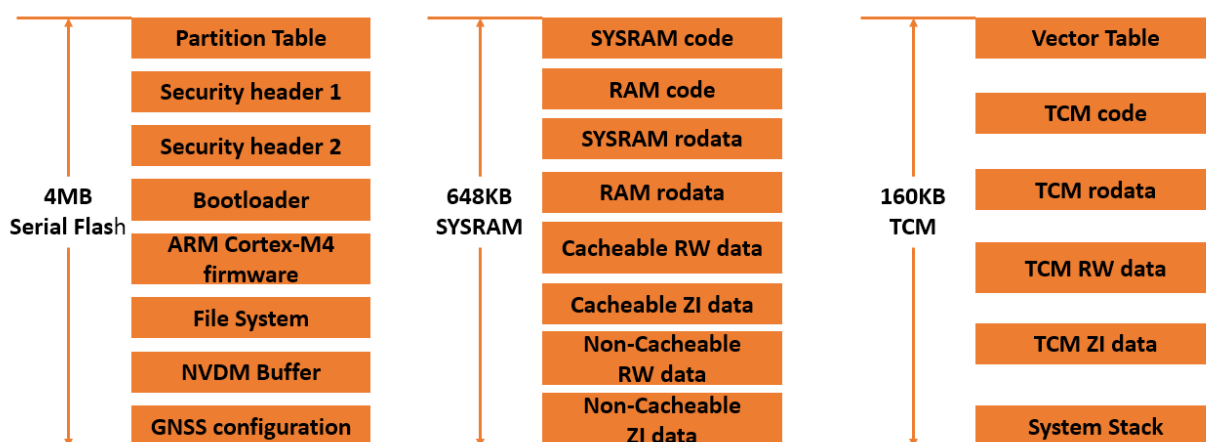 Partition Table
Security header 1
Security header 2
Bootloader
ARM Cortex-M4
firmware
File System
NVDM Buffer
GNSS configuration
4MB
Serial Flash
SYSRAM code
RAM code
SYSRAM rodata
RAM rodata
Cacheable RW data
Cacheable ZI data
Non-Cacheable
RW data
Non-Cacheable
ZI data
648KB
SYSRAM
Vector Table
TCM code
TCM rodata
TCM RW data
TCM ZI data
System Stack
160KB
TCM